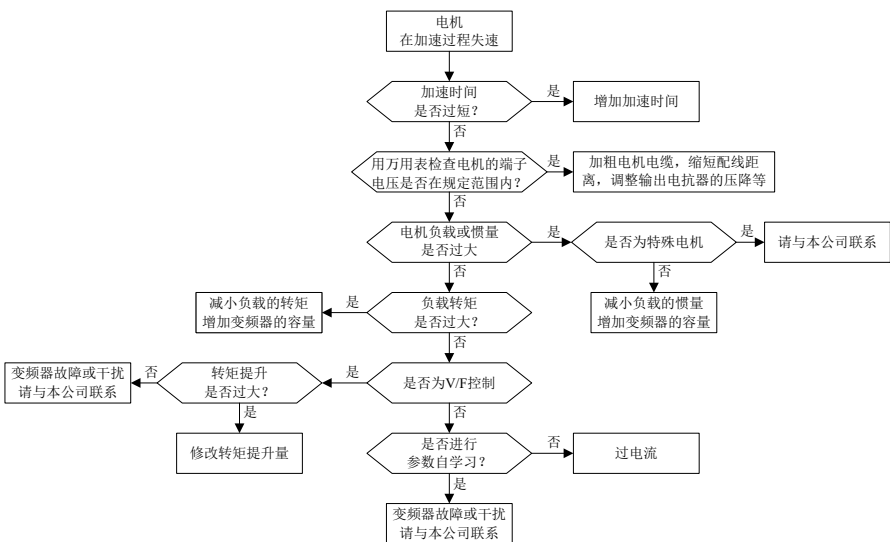 电机
在加速过程失速
加速时间
是否过短？
是
增加加速时间
否
用万用表检查电机的端子
电压是否在规定范围内？
是
加粗电机电缆，缩短配线距
离，调整输出电抗器的压降等
否
电机负载或惯量
是否过大
是
是否为特殊电机
是
请与本公司联系
否
否
减小负载的转矩
增加变频器的容量
是
负载转矩
是否过大？
减小负载的惯量
增加变频器的容量
否
变频器故障或干扰
请与本公司联系
否
转矩提升
是否过大？
是
是否为V/F控制
是
否
修改转矩提升量
是否进行
参数自学习？
否
过电流
是
变频器故障或干扰
请与本公司联系